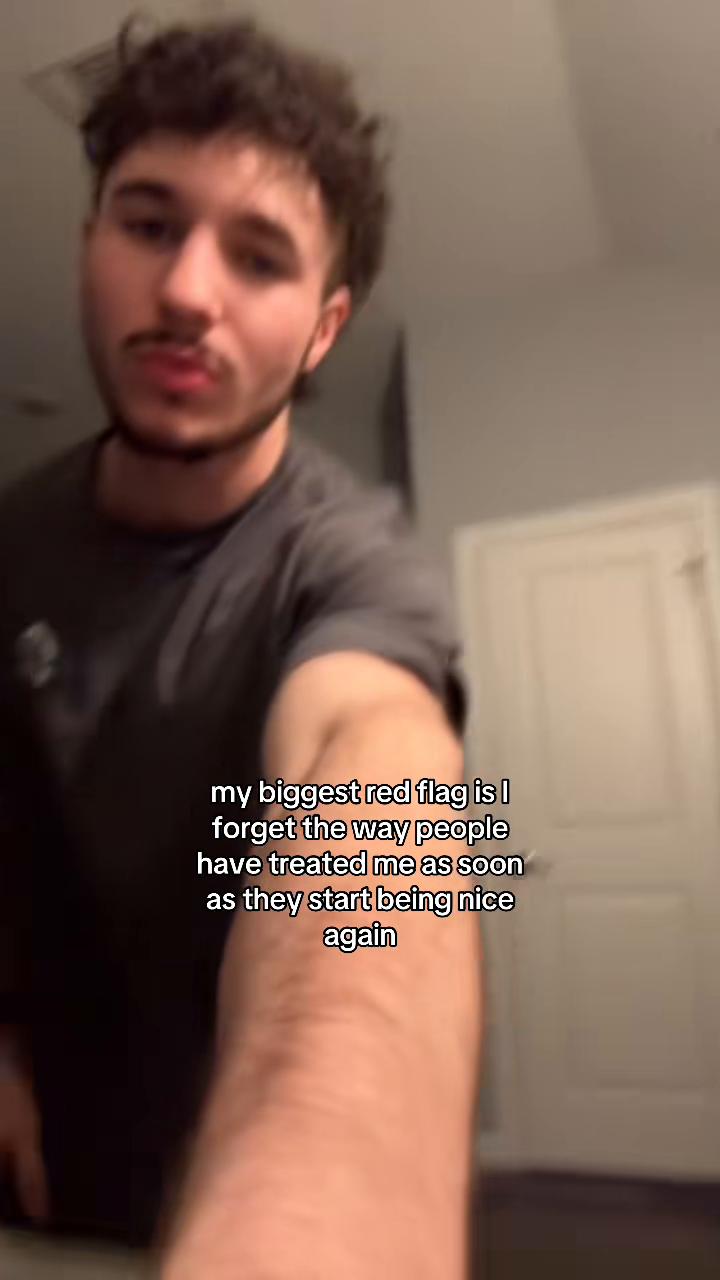 my biggest red flag is I
forget the way people
have treated me as soon
as they start being nice
again